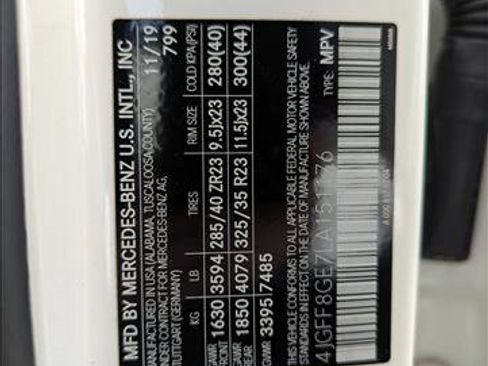 MFD BY MERCEDES-BENZ U.S. INTL., INC 11/19
MANUFACTURED IN USA (ALABAMA, TUSCALOOSA COUNTY) 799
UNDER CONTRACT FOR MERCEDES-BENZ AG,
STUTTGART (GERMANY)
KG LB RIM SIZE COLD KPA(PSI)
GAWR FRONT 1630 3594 285/40 ZR23 9.5jx23 280(40)
GAWR 1850 4079 325/35 R23 11.5jx23 300(44)
GVWR 3395 7485
THIS VEHICLE CONFORMS TO ALL APPLICABLE FEDERAL MOTOR VEHICLE SAFETY
STANDARDS IN EFFECT ON THE DATE OF MANUFACTURE SHOWN ABOVE.
4JGFF8GE7LA151176 TYPE: MPV